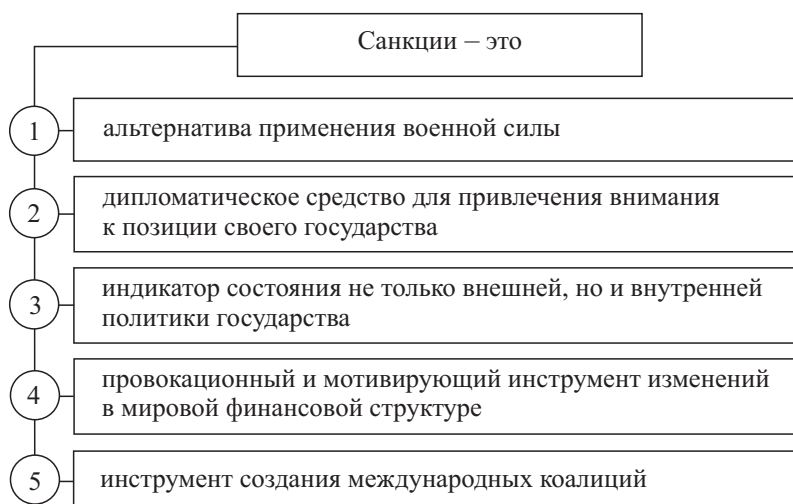 Санкции – это
1
альтернатива применения военной силы
2
дипломатическое средство для привлечения внимания
к позиции своего государства
3
индикатор состояния не только внешней, но и внутренней
политики государства
4
провокационный и мотивирующий инструмент изменений
в мировой финансовой структуре
5
инструмент создания международных коалиций